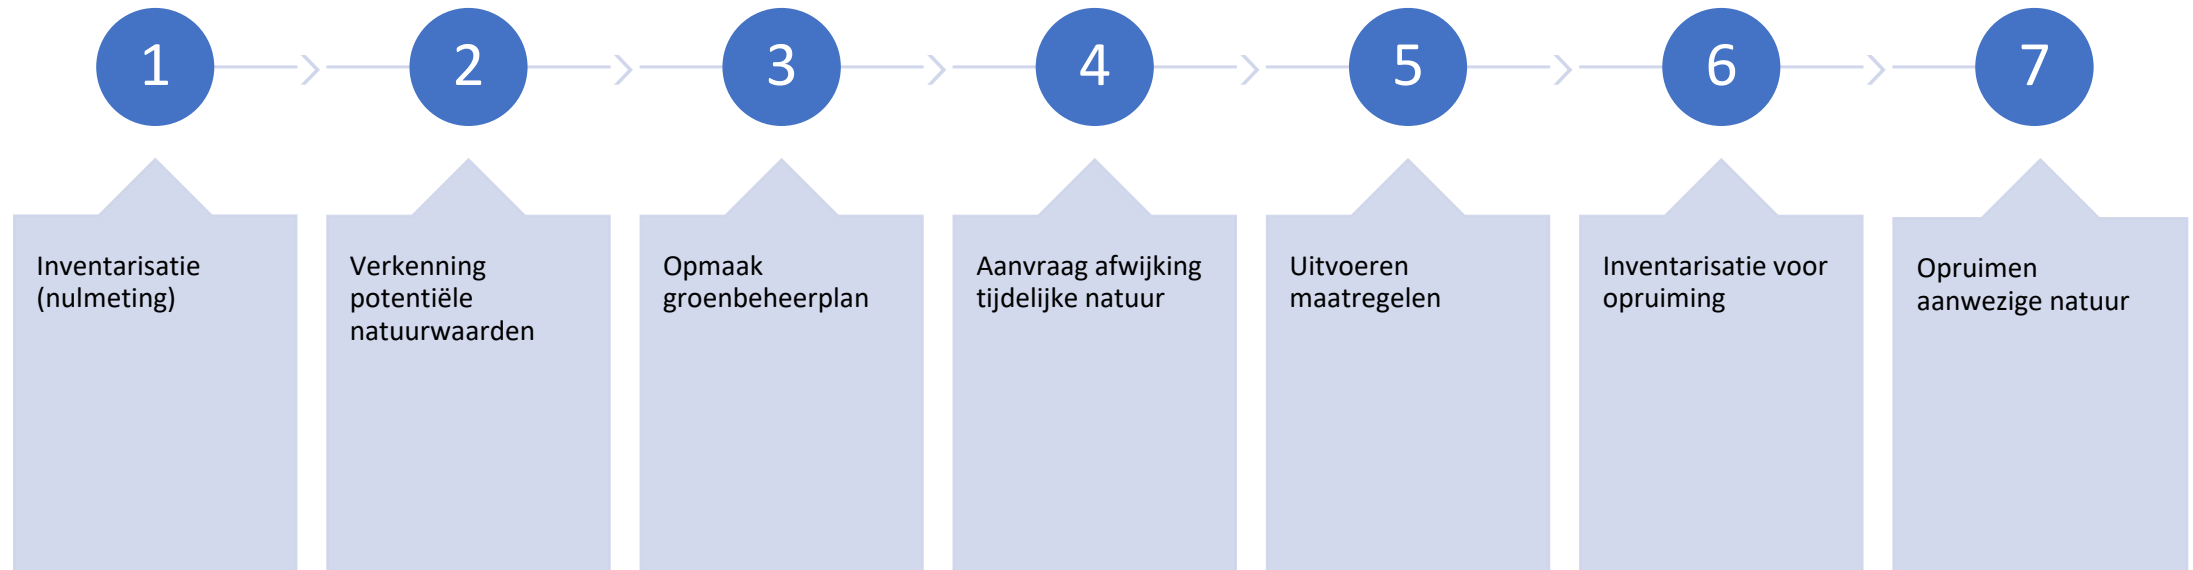 1
2
3
4
5
6
7
Inventarisatie
(nulmeting)
Verkenning
potentiële
natuurwaarden
Opmaak
groenbeheerplan
Aanvraag afwijking
tijdelijke natuur
Uitvoeren
maatregelen
Inventarisatie voor
opruiming
Opruimen
aanwezige natuur